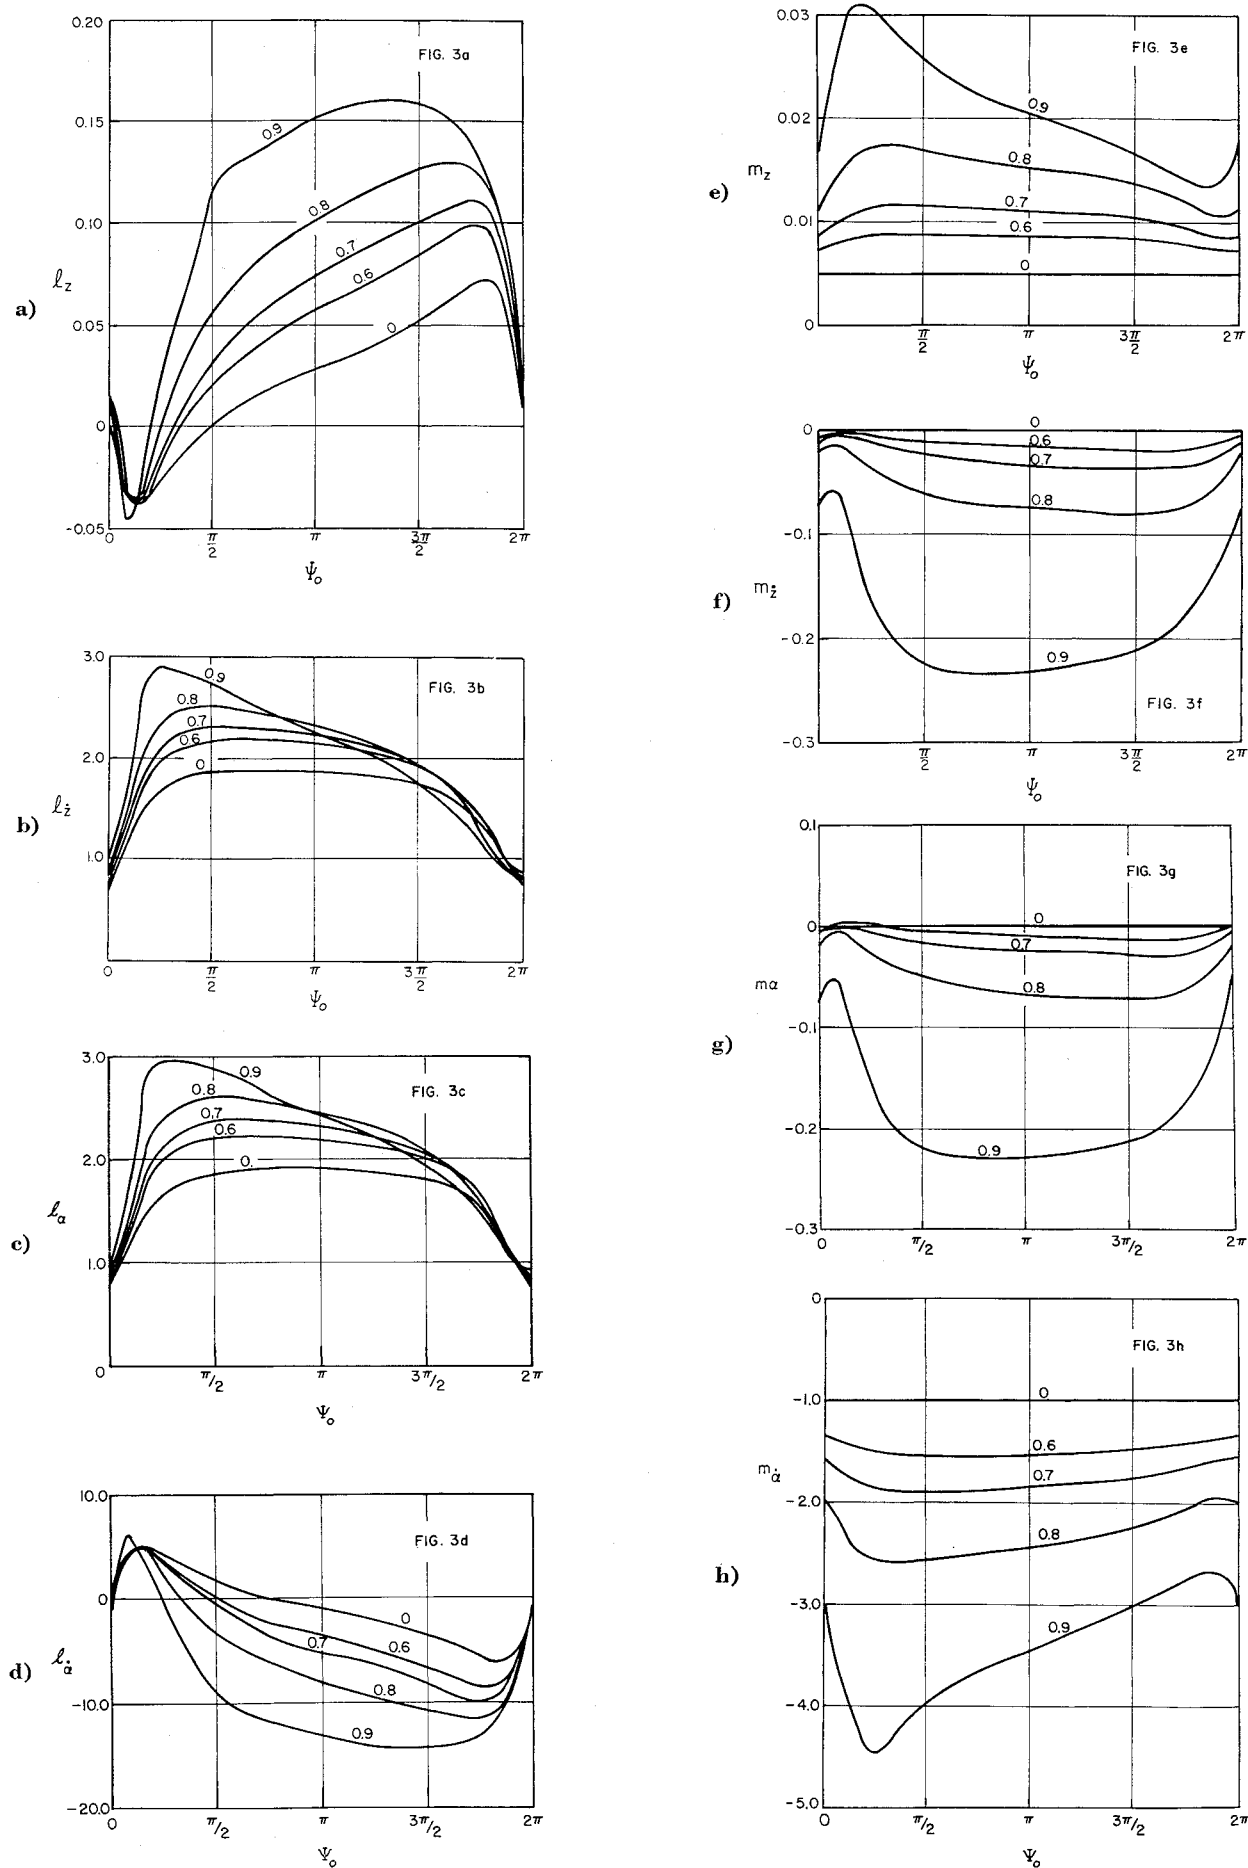 a)
FIG. 3a
0.20
0.15
0.10
0.05
0
-0.05
ℓz
0.9
0.8
0.7
0.6
0
0 π/2 π 3π/2 2π
Ψo
b)
FIG. 3b
3.0
2.0
1.0
0
ℓż
0.9
0.8
0.7
0.6
0
0 π/2 π 3π/2 2π
Ψo
c)
FIG. 3c
3.0
2.0
1.0
0
ℓα
0.9
0.8
0.7
0.6
0.
π/2 π 3π/2 2π
Ψo
d)
FIG. 3d
10.0
0
-10.0
-20.0
ℓα̇
0
0.6
0.7
0.8
0.9
0 π/2 π 3π/2 2π
Ψo
e)
FIG. 3e
0.03
0.02
0.01
0
mz
0.9
0.8
0.7
0.6
0
π/2 π 3π/2 2π
Ψo
f)
FIG. 3f
0
-0.1
-0.2
-0.3
mż
0
0.6
0.7
0.8
0.9
π/2 π 3π/2 2π
Ψo
g)
FIG. 3g
0.1
0
-0.1
-0.2
-0.3
mα
0
0.7
0.8
0.9
0 π/2 π 3π/2 2π
h)
FIG. 3h
0
-1.0
-2.0
-3.0
-4.0
-5.0
mα̇
0
0.6
0.7
0.8
0.9
0 π/2 π 3π/2 2π
Ψo